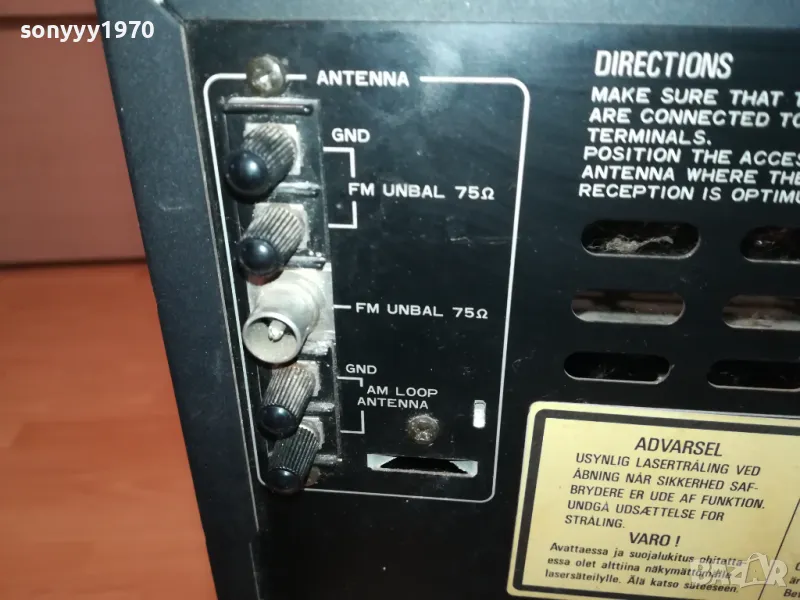 sonyyy1970
ANTENNA
GND
FM UNBAL 75Ω
FM UNBAL 75Ω
GND
AM LOOP
ANTENNA
DIRECTIONS
MAKE SURE THAT
ARE CONNECTED TO
TERMINALS.
POSITION THE
ANTENNA WHERE THE
RECEPTION IS
ADVARSEL
USYNLIG LASERTRÅLING VED
ÅBNING NÅR SIKKERHED SAF-
BRYDERE ER UDE AF FUNKTION.
UNDGÅ UDSÆTTELSE FOR
STRÅLING.
VARO !
Avattaessa ja suojalukitus ohitetta
essa olet alttiina näkymättömälle
lasersäteilylle. Älä katso säteeseen.
BAZAR